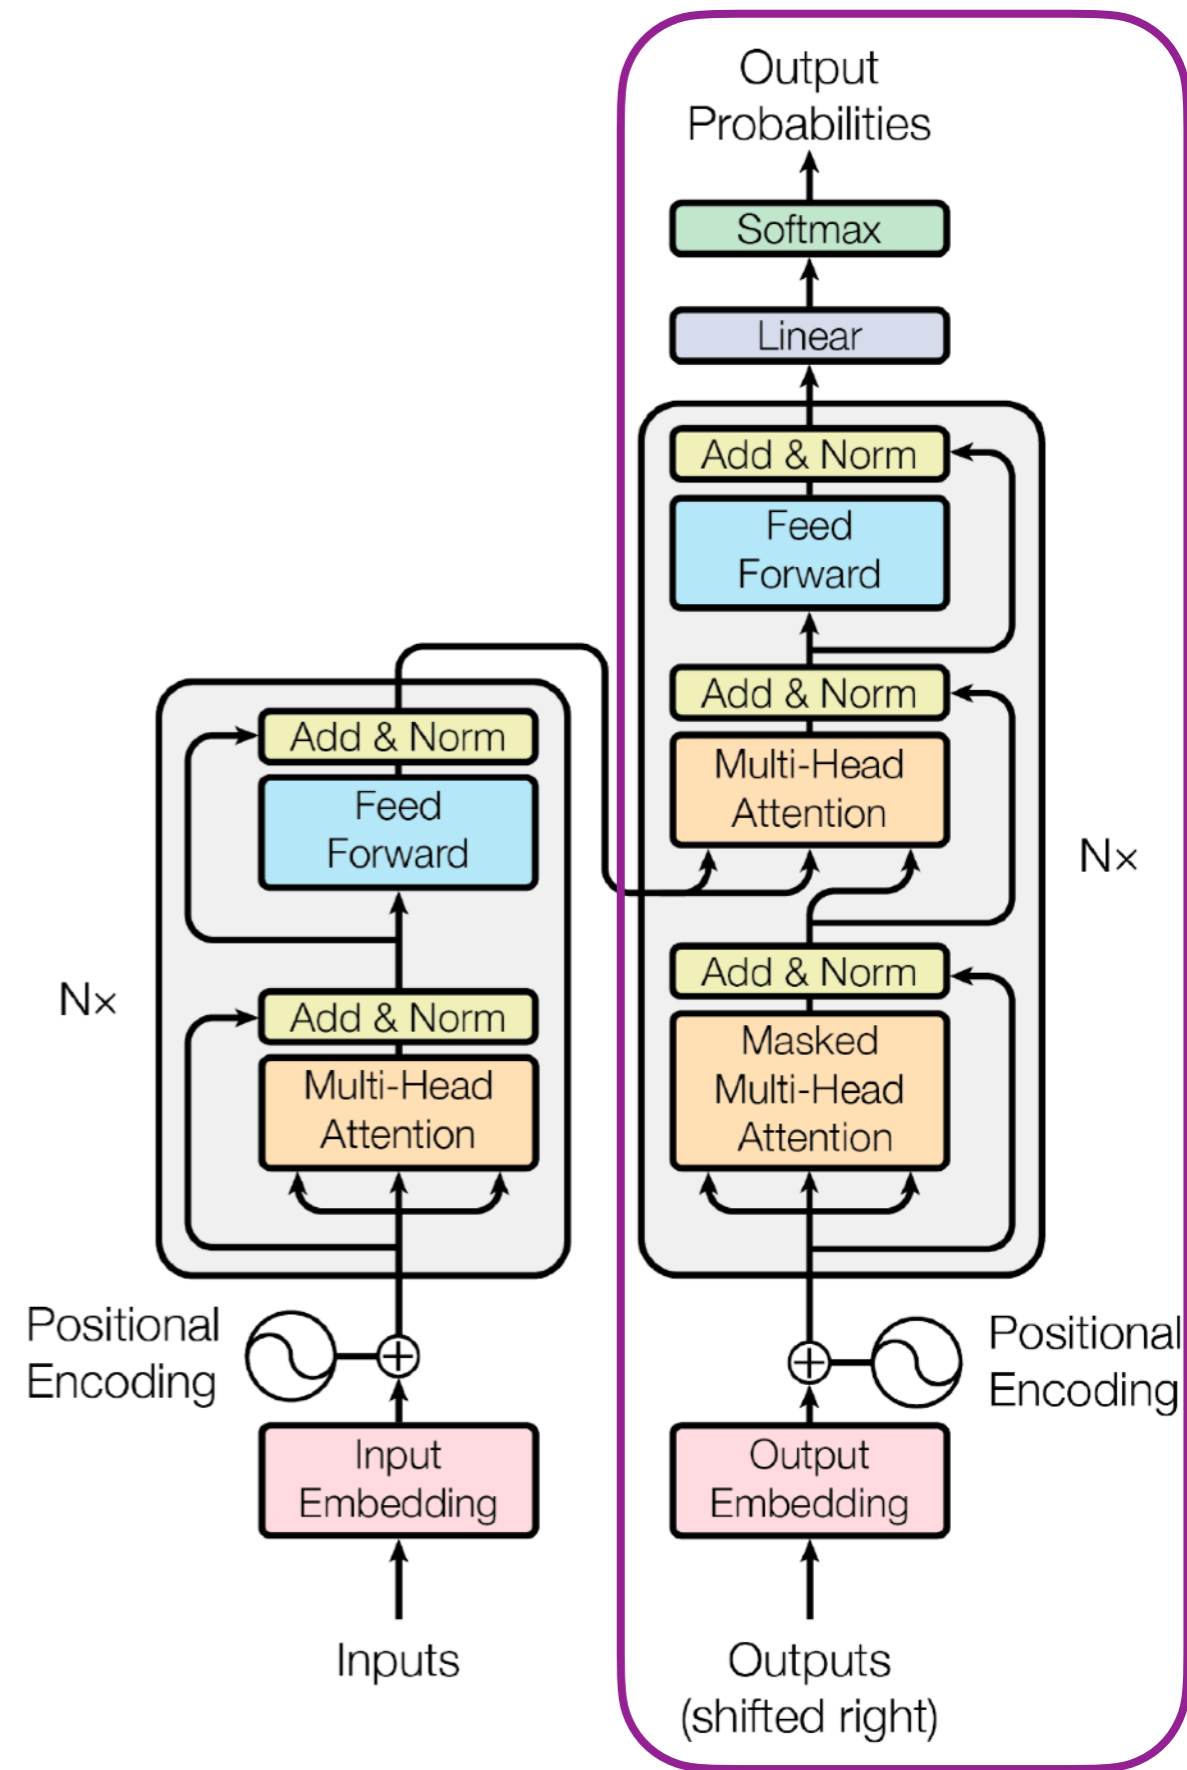 Output
Probabilities
Softmax
Linear
Add & Norm
Feed
Forward
Add & Norm
Multi-Head
Attention
Nx
Add & Norm
Masked
Multi-Head
Attention
Positional
Encoding
Output
Embedding
Outputs
(shifted right)
Add & Norm
Feed
Forward
Nx
Add & Norm
Multi-Head
Attention
Positional
Encoding
Input
Embedding
Inputs